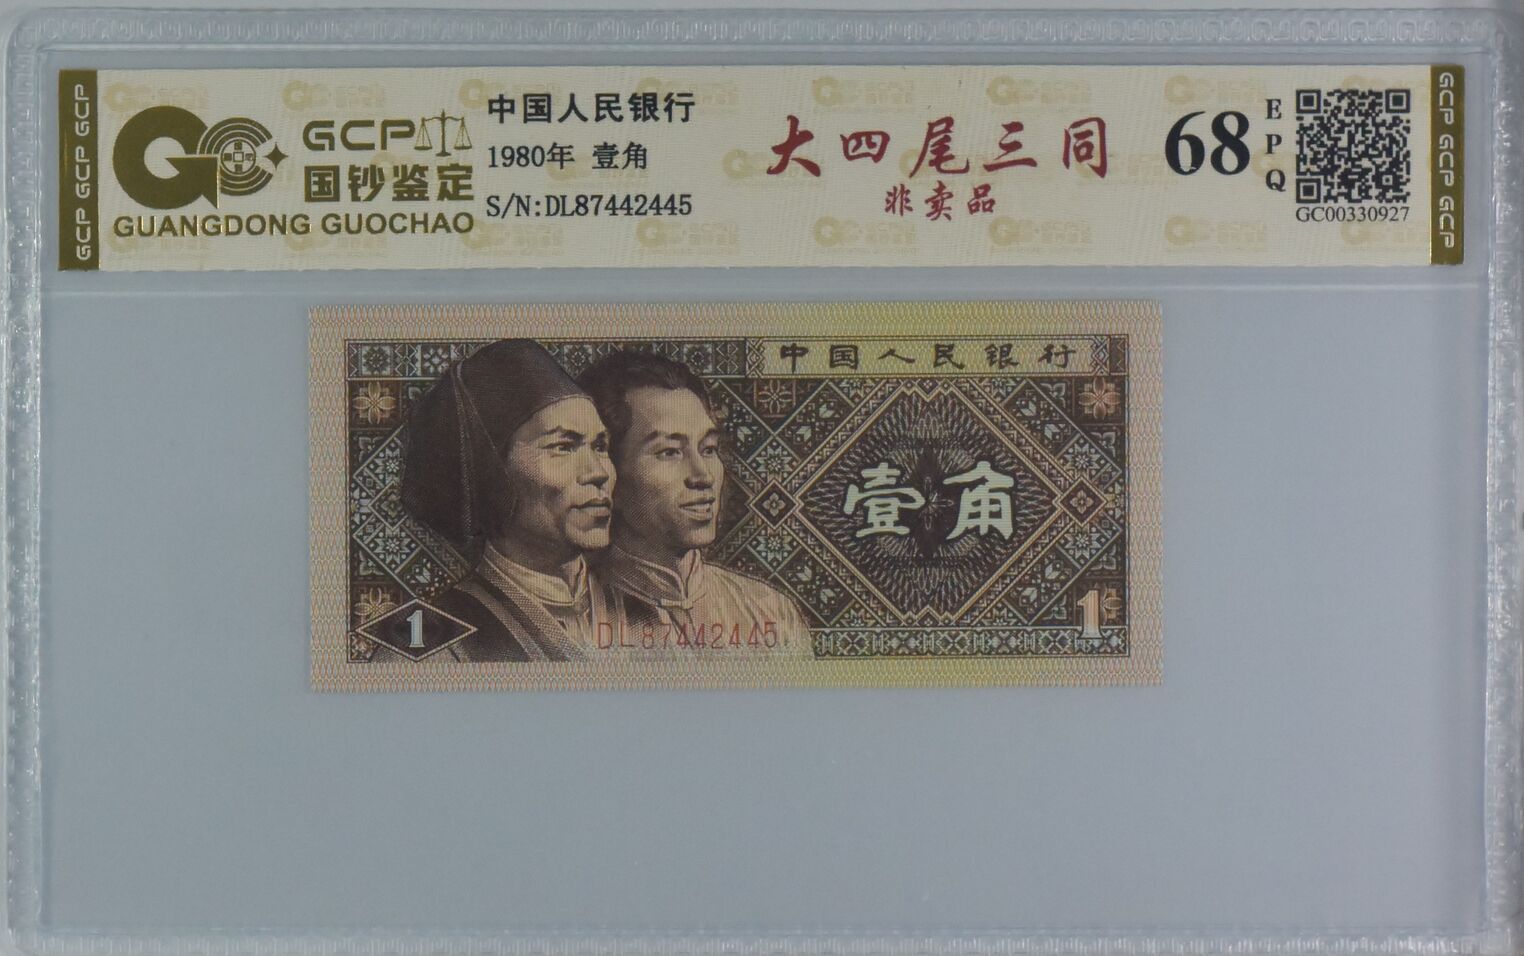 GCP GCP GCP
GCP
国钞鉴定
GUANGDONG GUOCHAO
中国人民银行
1980年 壹角
S/N:DL87442445
大四尾三同
非卖品
68
EPQ
GC00330927
GCP GCP GCP
中国人民银行
壹角
1
DL87442445
1